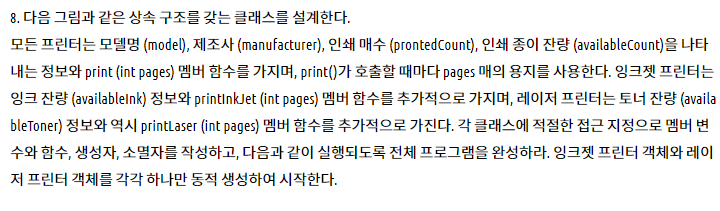 8. 다음 그림과 같은 상속 구조를 갖는 클래스를 설계한다.
모든 프린터는 모델명 (model), 제조사 (manufacturer), 인쇄 매수 (prontedCount), 인쇄 종이 잔량 (availableCount)을 나타
내는 정보와 print (int pages) 멤버 함수를 가지며, print()가 호출할 때마다 pages 매의 용지를 사용한다. 잉크젯 프린터는
잉크 잔량 (availableInk) 정보와 printInkJet (int pages) 멤버 함수를 추가적으로 가지며, 레이저 프린터는 토너 잔량 (availa
bleToner) 정보와 역시 printLaser (int pages) 멤버 함수를 추가적으로 가진다. 각 클래스에 적절한 접근 지정으로 멤버 변
수와 함수, 생성자, 소멸자를 작성하고, 다음과 같이 실행되도록 전체 프로그램을 완성하라. 잉크젯 프린터 객체와 레이
저 프린터 객체를 각각 하나만 동적 생성하여 시작한다.